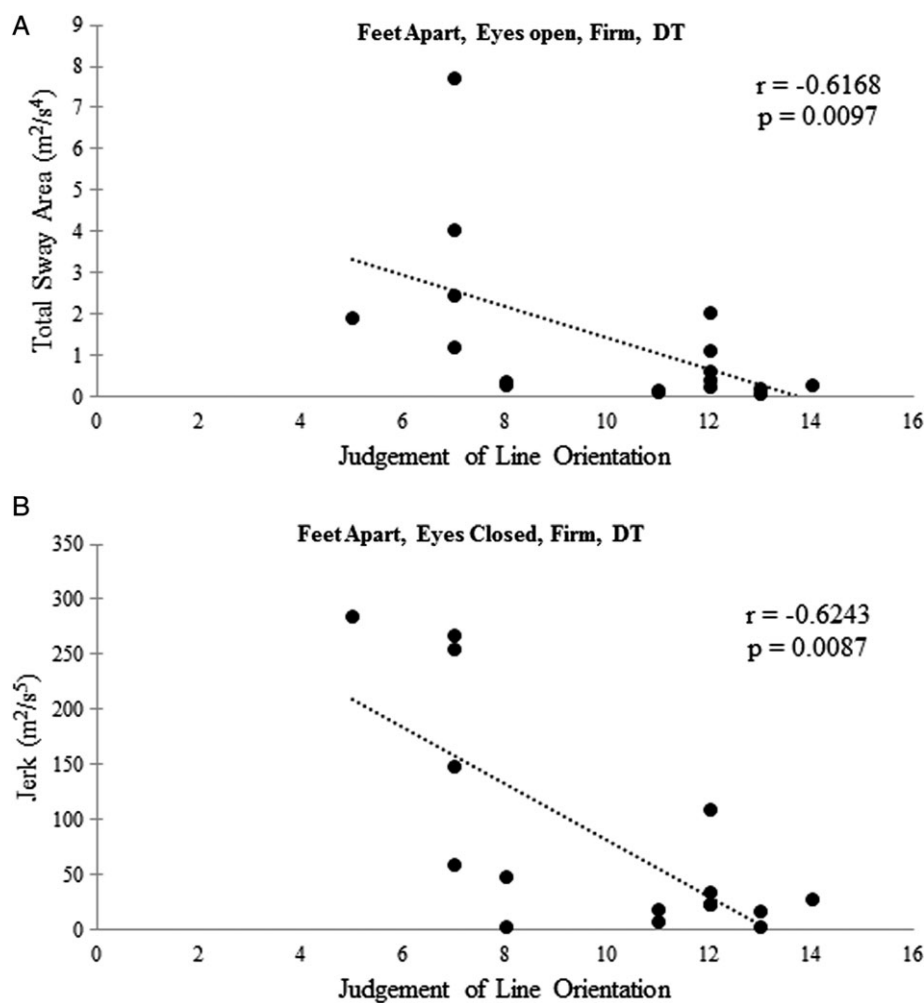 A
Feet Apart, Eyes open, Firm, DT
r = -0.6168
p = 0.0097
Total Sway Area (m²/s⁴)
9
8
7
6
5
4
3
2
1
0
0 2 4 6 8 10 12 14 16
Judgement of Line Orientation
B
Feet Apart, Eyes Closed, Firm, DT
r = -0.6243
p = 0.0087
Jerk (m²/s⁵)
350
300
250
200
150
100
50
0
0 2 4 6 8 10 12 14 16
Judgement of Line Orientation